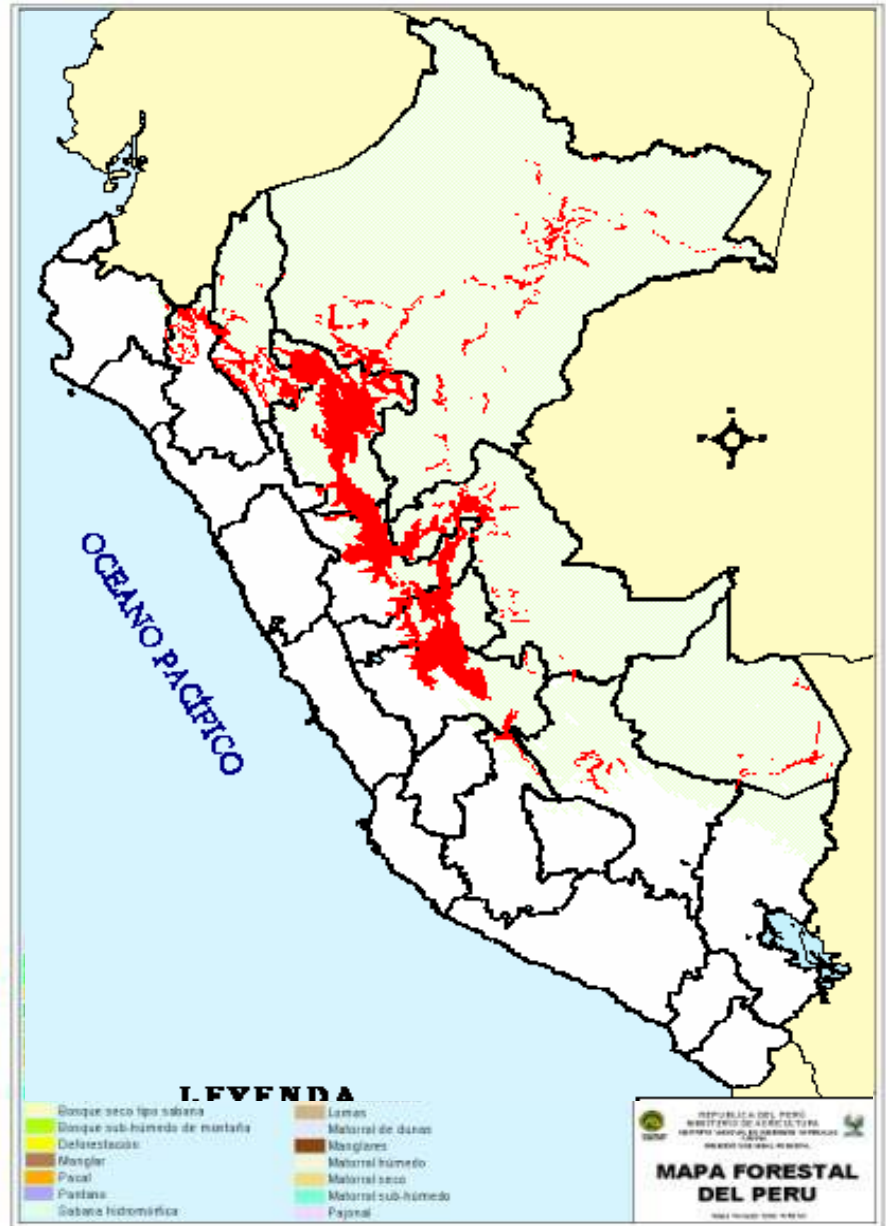 OCEANO PACÍFICO
LEYENDA
Bosque seco tipo sabana
Bosque sub-húmedo de montaña
Deforestación
Manglar
Pacal
Pantano
Sabana hidromórfica
Lomas
Matorral de dunas
Manglares
Matorral húmedo
Matorral seco
Matorral sub-húmedo
Pajonal
REPUBLICA DEL PERÚ
MINISTERIO DE AGRICULTURA
MAPA FORESTAL
DEL PERU